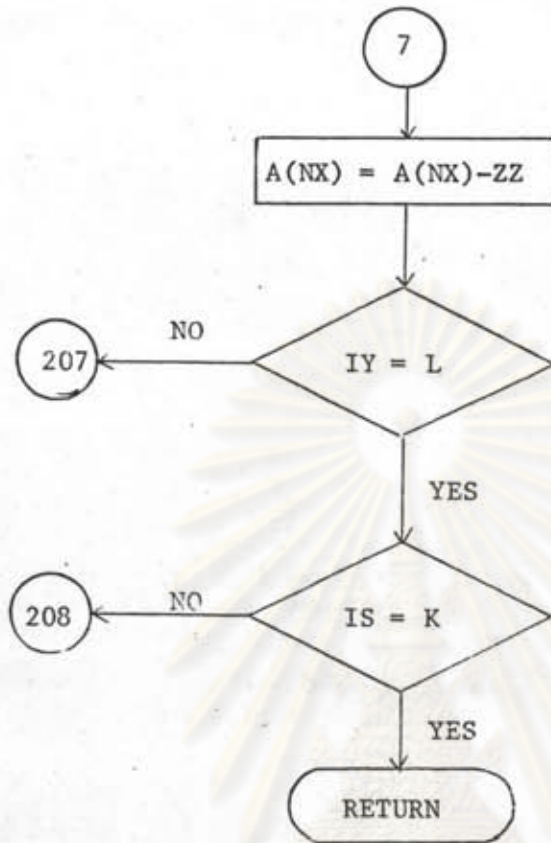 7
A(NX) = A(NX)-ZZ
IY = L
NO
207
YES
IS = K
NO
208
YES
RETURN